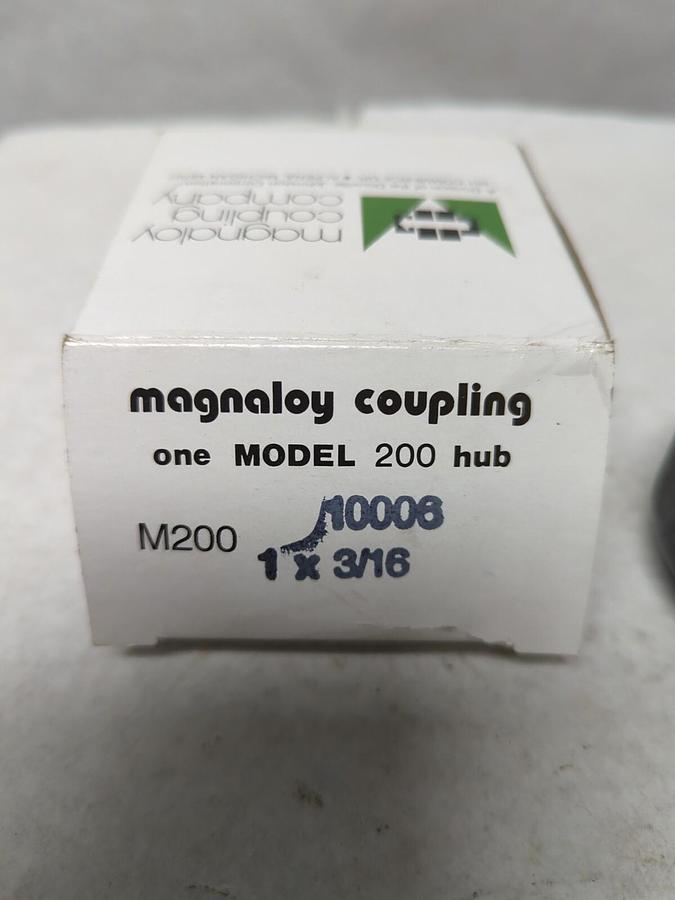 magnaloy
coupling
company
magnaloy coupling
one MODEL 200 hub
M200 10006
1 x 3/16